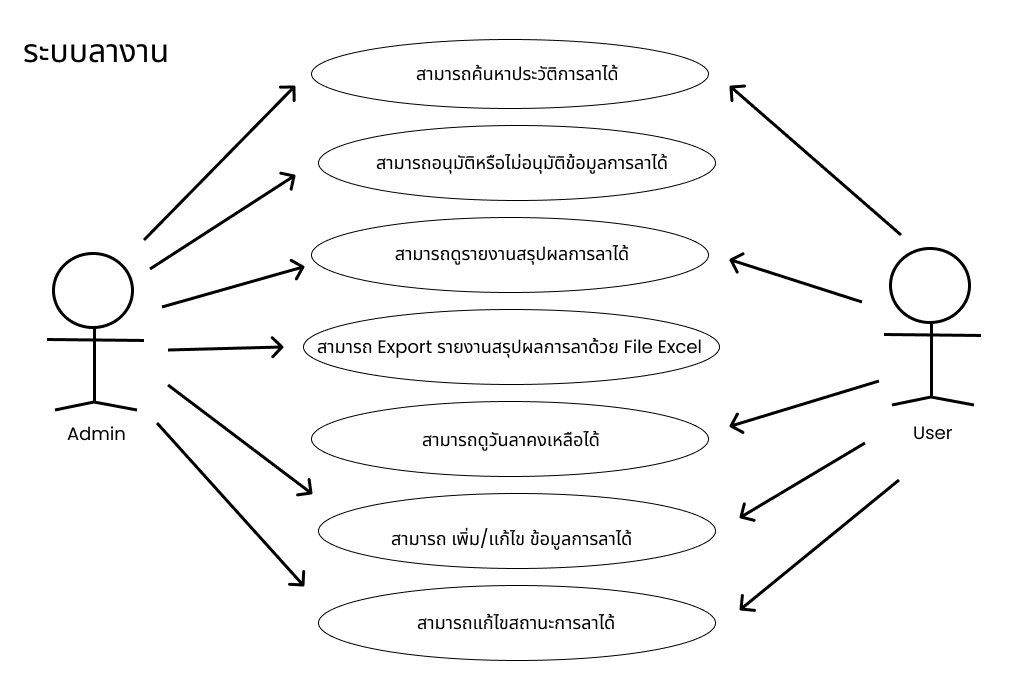 ระบบลางาน
สามารถค้นหาประวัติการลาได้
สามารถอนุมัติหรือไม่อนุมัติข้อมูลการลาได้
สามารถดูรายงานสรุปผลการลาได้
สามารถ Export รายงานสรุปผลการลาด้วย File Excel
สามารถดูวันลาคงเหลือได้
สามารถ เพิ่ม/แก้ไข ข้อมูลการลาได้
สามารถแก้ไขสถานะการลาได้
Admin
User